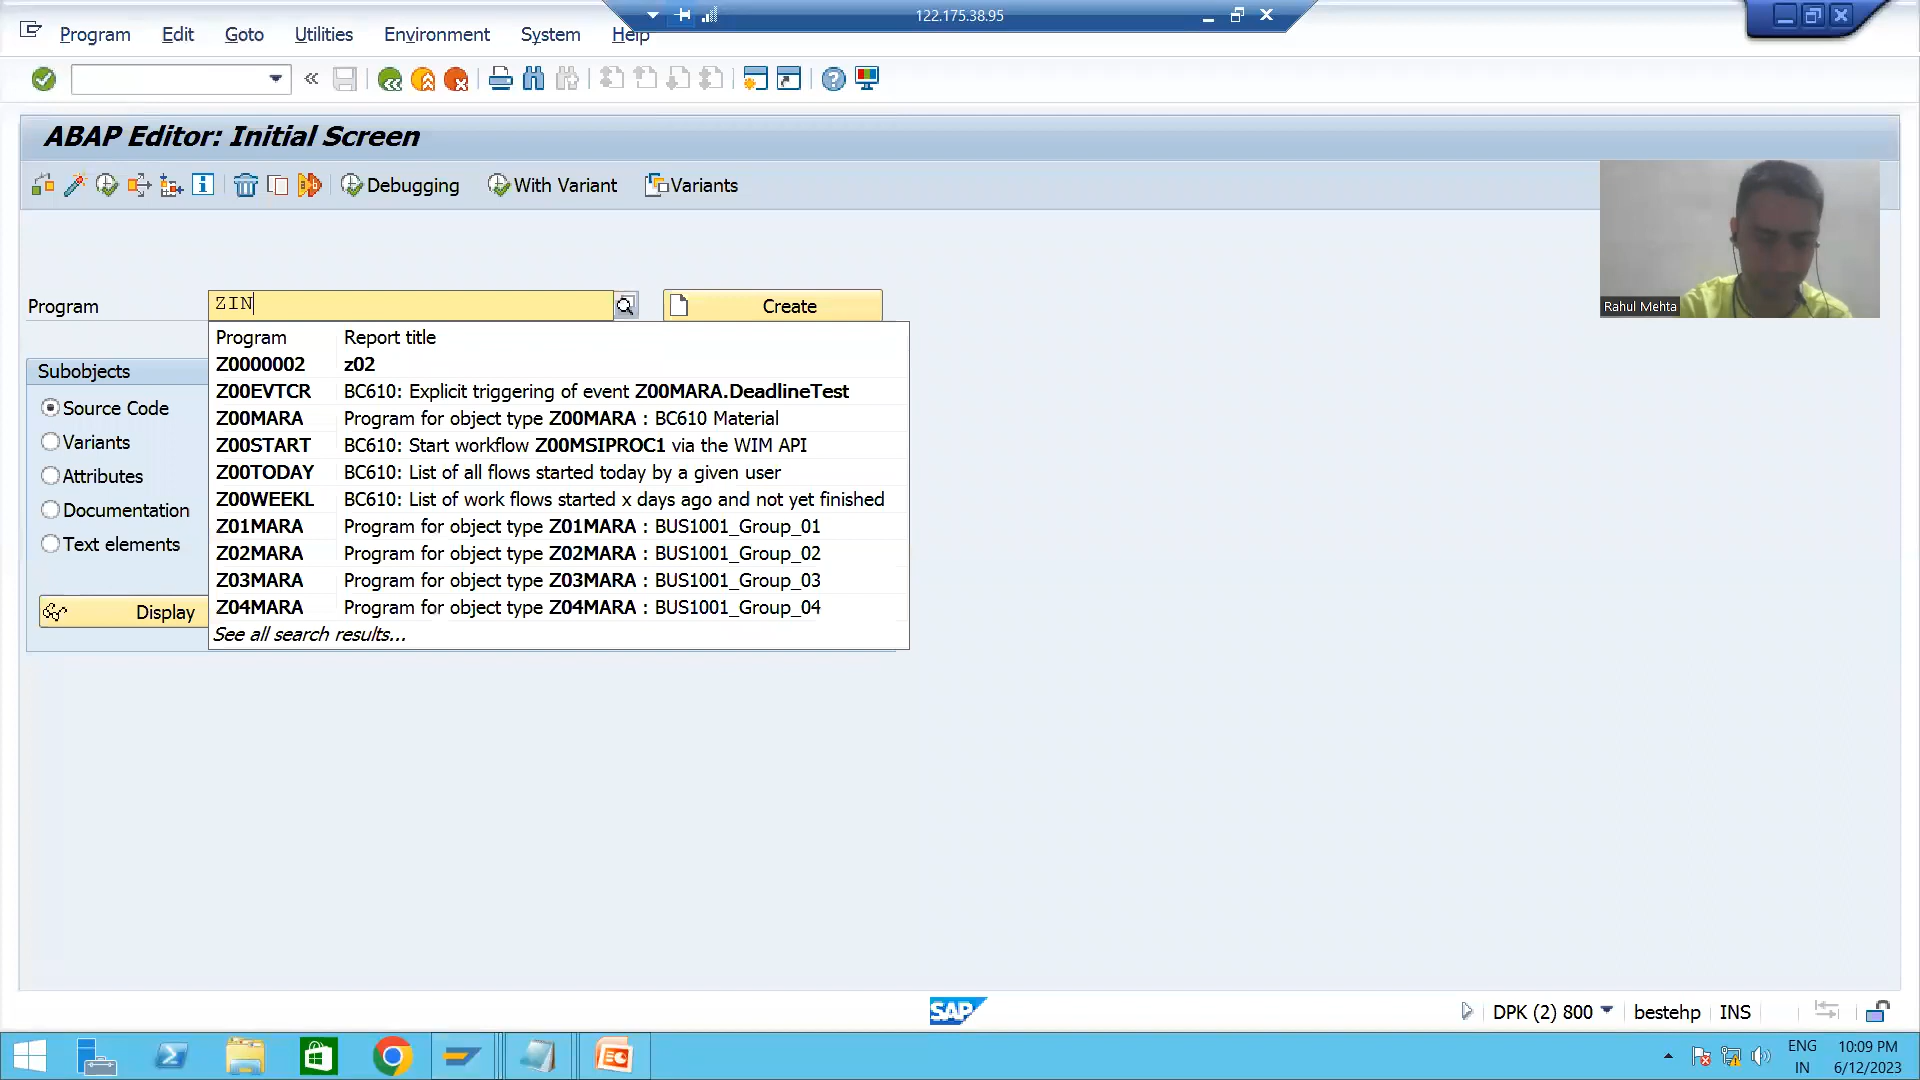 122.175.38.95
Program Edit Goto Utilities Environment System Help
ABAP Editor: Initial Screen
Debugging With Variant Variants
Rahul Mehta
Program ZIN Create
Program Report title
Z0000002 z02
Z00EVTCR BC610: Explicit triggering of event Z00MARA.DeadlineTest
Z00MARA Program for object type Z00MARA : BC610 Material
Z00START BC610: Start workflow Z00MSIPROC1 via the WIM API
Z00TODAY BC610: List of all flows started today by a given user
Z00WEEKL BC610: List of work flows started x days ago and not yet finished
Z01MARA Program for object type Z01MARA : BUS1001_Group_01
Z02MARA Program for object type Z02MARA : BUS1001_Group_02
Z03MARA Program for object type Z03MARA : BUS1001_Group_03
Z04MARA Program for object type Z04MARA : BUS1001_Group_04
See all search results...
Subobjects
Source Code
Variants
Attributes
Documentation
Text elements
Display
SAP
DPK (2) 800 bestehp INS
ENG 10:09 PM
IN 6/12/2023